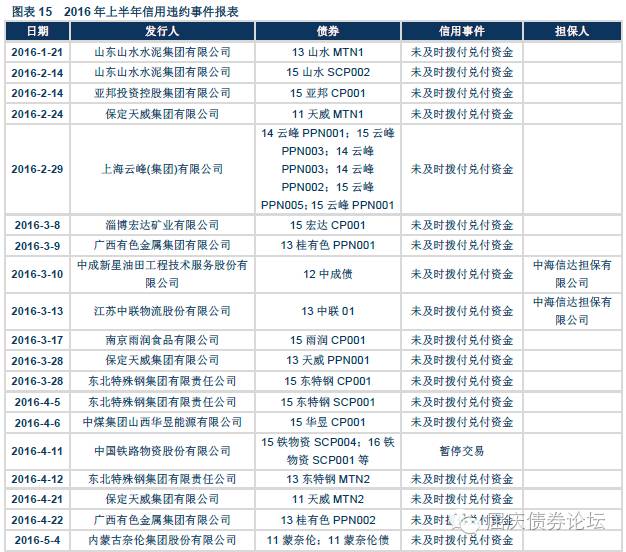 图表 15 2016 年上半年信用违约事件报表
日期 发行人 债券 信用事件 担保人
2016-1-21 山东山水水泥集团有限公司 13 山水 MTN1 未及时拨付兑付资金
2016-2-14 山东山水水泥集团有限公司 15 山水 SCP002 未及时拨付兑付资金
2016-2-14 亚邦投资控股集团有限公司 15 亚邦 CP001 未及时拨付兑付资金
2016-2-24 保定天威集团有限公司 11 天威 MTN1 未及时拨付兑付资金
14 云峰 PPN001；15 云峰
PPN003；14 云峰
2016-2-29 上海云峰(集团)有限公司 PPN003；14 云峰 未及时拨付兑付资金
PPN002；15 云峰
PPN005；15 云峰 PPN001
2016-3-8 淄博宏达矿业有限公司 15 宏达 CP001 未及时拨付兑付资金
2016-3-9 广西有色金属集团有限公司 13 桂有色 PPN001 未及时拨付兑付资金
2016-3-10 中成新星油田工程技术服务股份有 12 中成债 未及时拨付兑付资金 中海信达担保有
限公司 限公司
2016-3-13 江苏中联物流股份有限公司 13 中联 01 未及时拨付兑付资金 中海信达担保有
限公司
2016-3-17 南京雨润食品有限公司 15 雨润 CP001 未及时拨付兑付资金
2016-3-28 保定天威集团有限公司 13 天威 PPN001 未及时拨付兑付资金
2016-3-28 东北特殊钢集团有限责任公司 15 东特钢 CP001 未及时拨付兑付资金
2016-4-5 东北特殊钢集团有限责任公司 15 东特钢 SCP001 未及时拨付兑付资金
2016-4-6 中煤集团山西华昱能源有限公司 15 华昱 CP001 未及时拨付兑付资金
2016-4-11 中国铁路物资股份有限公司 15 铁物资 SCP004；16 铁 暂停交易
物资 SCP001 等
2016-4-12 东北特殊钢集团有限责任公司 13 东特钢 MTN2 未及时拨付兑付资金
2016-4-21 保定天威集团有限公司 11 天威 MTN2 未及时拨付兑付资金
2016-4-22 广西有色金属集团有限公司 13 桂有色 PPN002 未及时拨付兑付资金
2016-5-4 内蒙古奈伦集团股份有限公司 11 蒙奈伦；11 蒙奈伦债 未及时拨付兑付资金
债券论坛